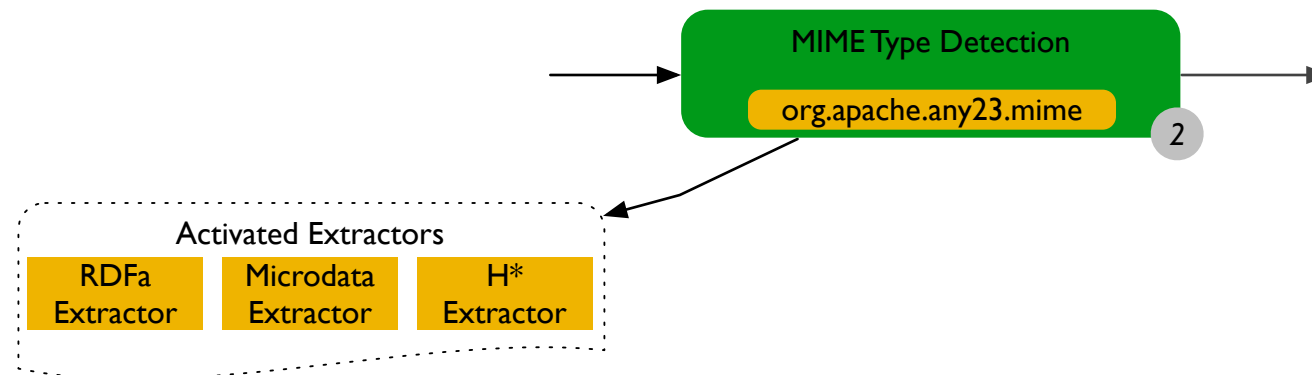 MIME Type Detection
org.apache.any23.mime
2
Activated Extractors
RDFa
Extractor
Microdata
Extractor
H*
Extractor